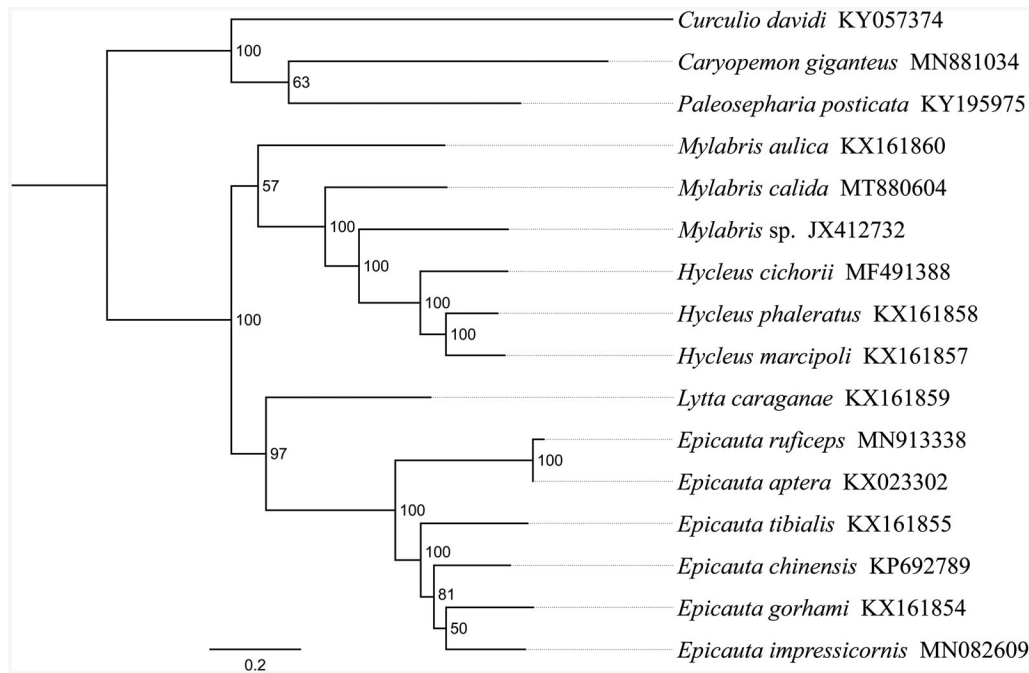 Curculio davidi KY057374
100
Caryopemon giganteus MN881034
63
Paleosepharia posticata KY195975
Mylabris aulica KX161860
57
Mylabris calida MT880604
100
Mylabris sp. JX412732
100
Hycleus cichorii MF491388
100
Hycleus phaleratus KX161858
100
100
Hycleus marcipoli KX161857
Lytta caraganae KX161859
97
Epicauta ruficeps MN913338
100
Epicauta aptera KX023302
100
Epicauta tibialis KX161855
100
Epicauta chinensis KP692789
81
Epicauta gorhami KX161854
50
Epicauta impressicornis MN082609
0.2